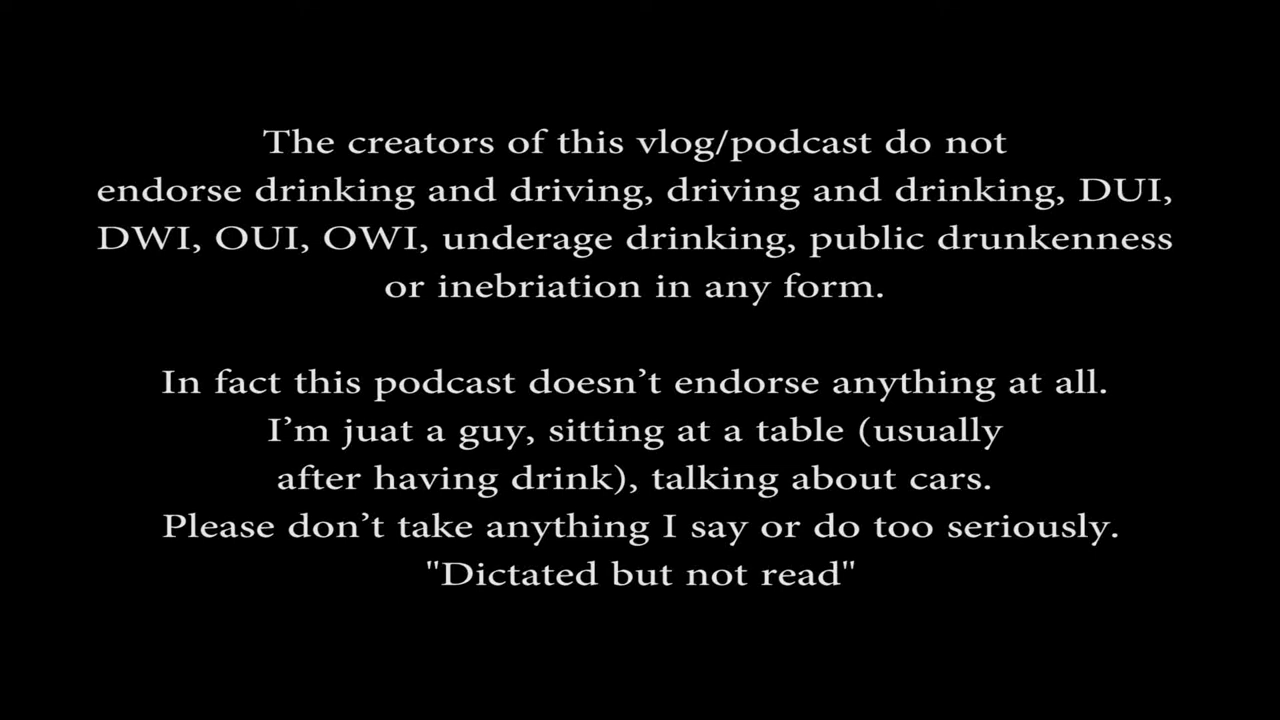 The creators of this vlog/podcast do not
endorse drinking and driving, driving and drinking, DUI,
DWI, OUI, OWI, underage drinking, public drunkenness
or inebriation in any form.
In fact this podcast doesn’t endorse anything at all.
I’m juat a guy, sitting at a table (usually
after having drink), talking about cars.
Please don’t take anything I say or do too seriously.
"Dictated but not read"